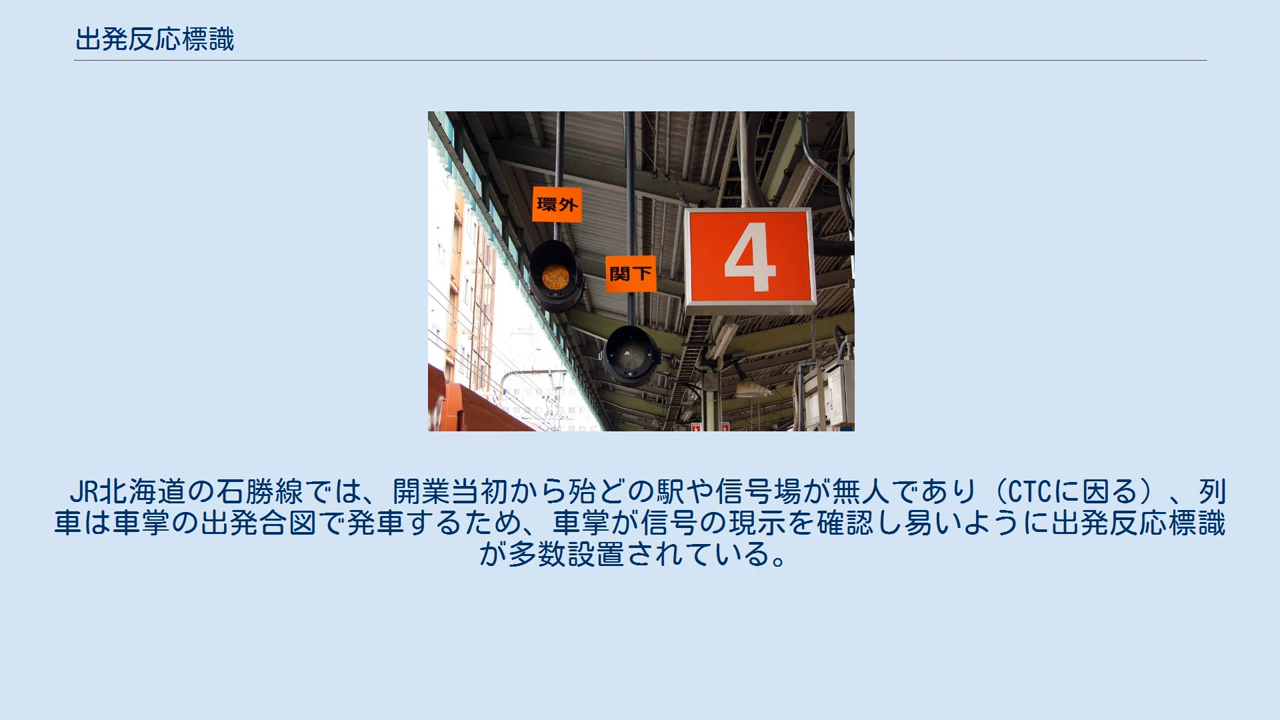 出発反応標識
環外
関下
4
JR北海道の石勝線では、開業当初から殆どの駅や信号場が無人であり（CTCに因る）、列
車は車掌の出発合図で発車するため、車掌が信号の現示を確認し易いように出発反応標識
が多数設置されている。